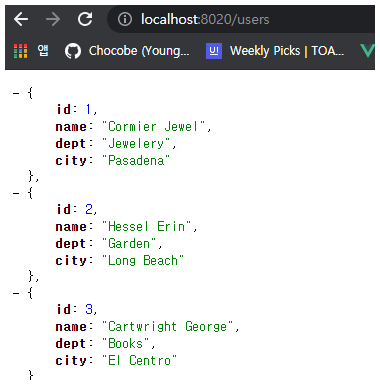 localhost:8020/users
앱 Chocobe (Young... U! Weekly Picks | TOA...
- {
id: 1,
name: "Cormier Jewel",
dept: "Jewelery",
city: "Pasadena"
},
- {
id: 2,
name: "Hessel Erin",
dept: "Garden",
city: "Long Beach"
},
- {
id: 3,
name: "Cartwright George",
dept: "Books",
city: "El Centro"
}